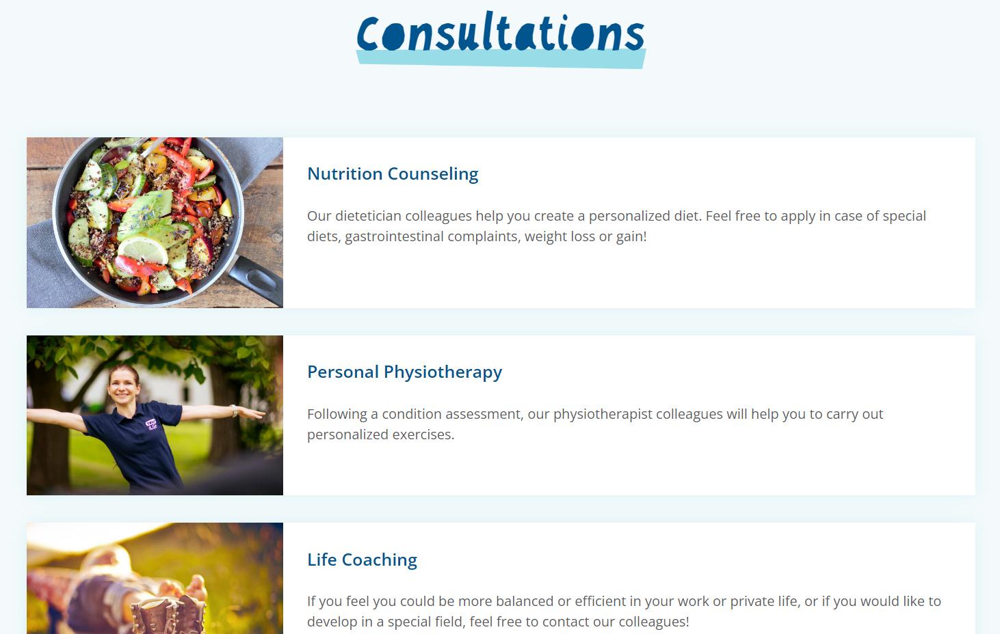 Consultations
Nutrition Counseling
Our dietetician colleagues help you create a personalized diet. Feel free to apply in case of special
diets, gastrointestinal complaints, weight loss or gain!
Personal Physiotherapy
Following a condition assessment, our physiotherapist colleagues will help you to carry out
personalized exercises.
Life Coaching
If you feel you could be more balanced or efficient in your work or private life, or if you would like to
develop in a special field, feel free to contact our colleagues!